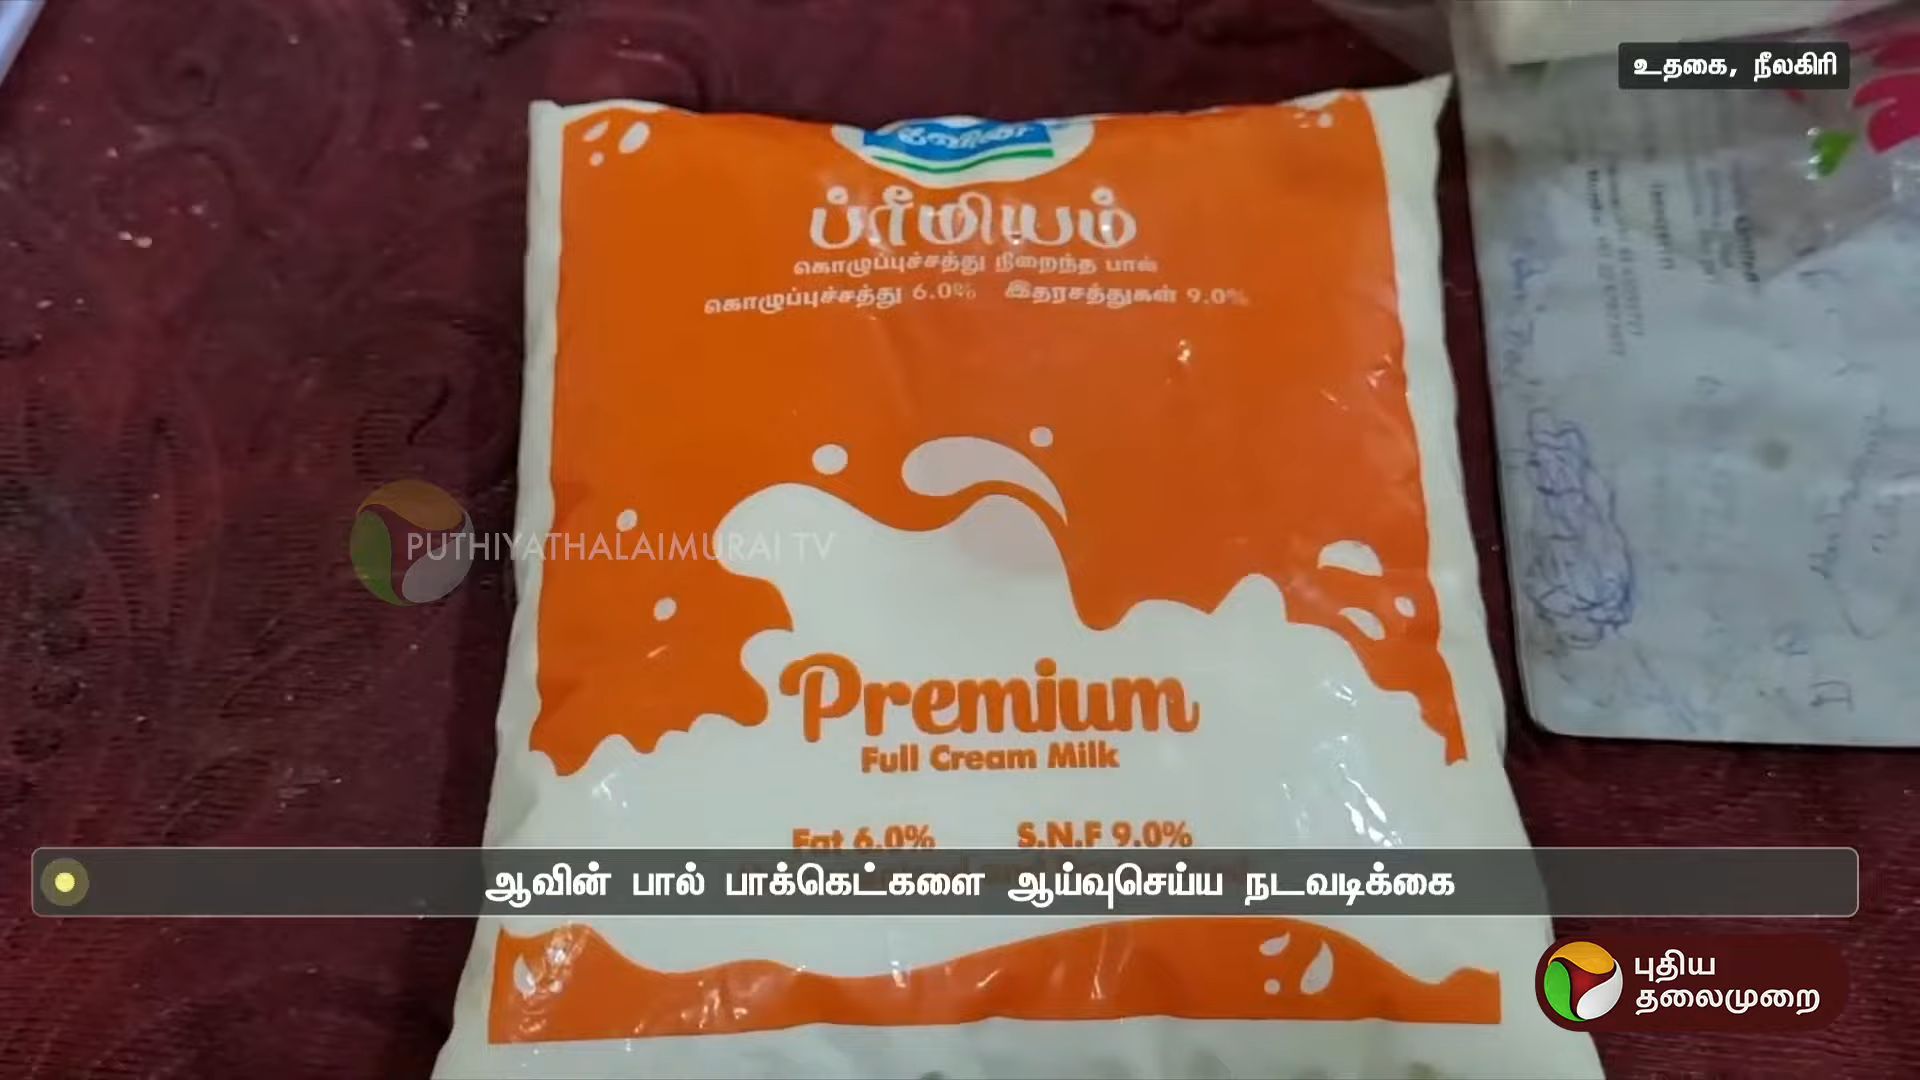 உதகை, நீலகிரி
ஆவின்
ப்ரீமியம்
கொழுப்புச்சத்து நிறைந்த பால்
கொழுப்புச்சத்து 6.0% இதரசத்துகள் 9.0%
PUTHIYATHALAIMURAI TV
Premium
Full Cream Milk
Fat 6.0% S.N.F 9.0%
ஆவின் பால் பாக்கெட்களை ஆய்வுசெய்ய நடவடிக்கை
புதிய
தலைமுறை